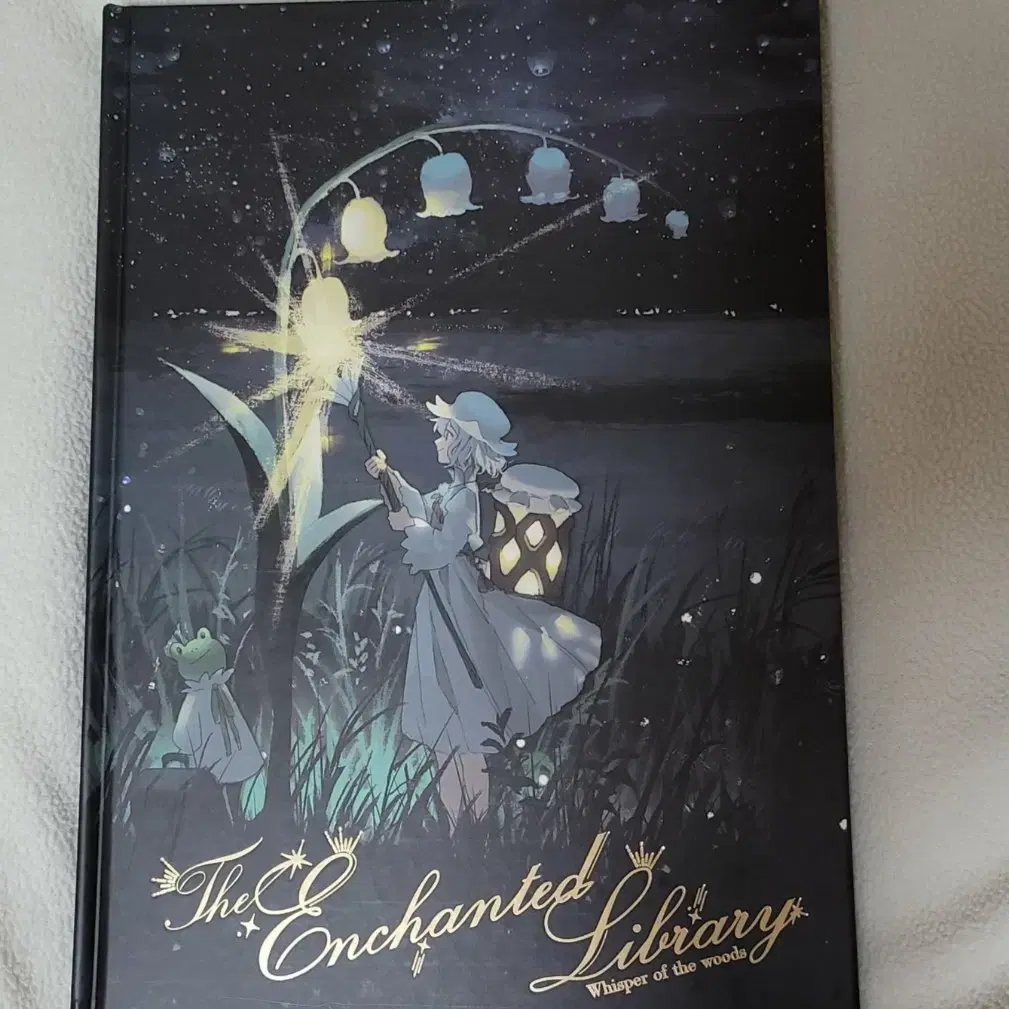 The Enchanted Library
Whisper of the woods